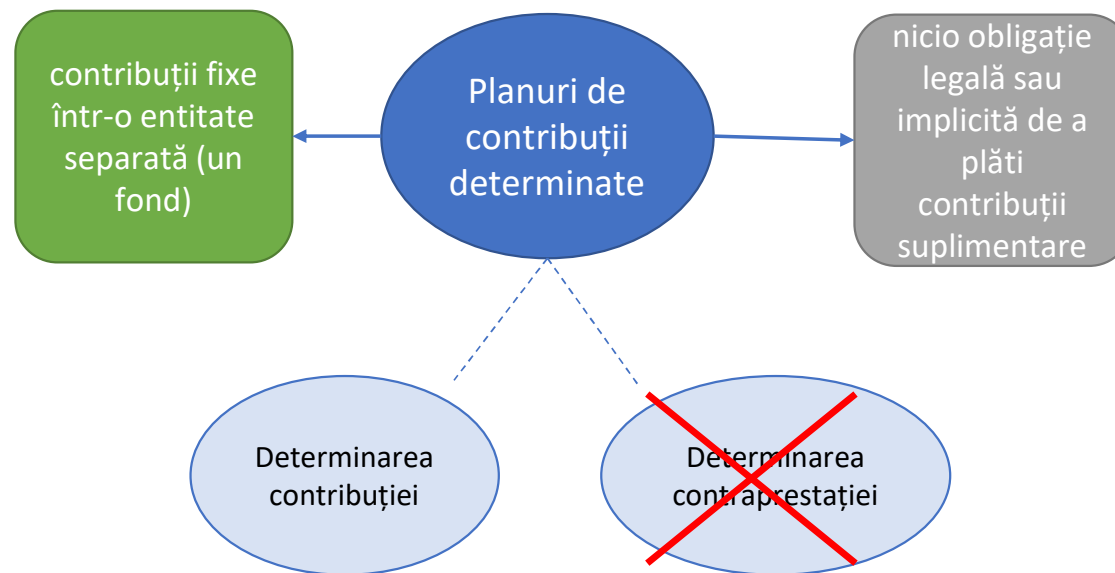 contribuții fixe
într-o entitate
separată (un
fond)
Planuri de
contribuții
determinate
nicio obligație
legală sau
implicită de a
plăti
contribuții
suplimentare
Determinarea
contribuției
Determinarea
contraprestației